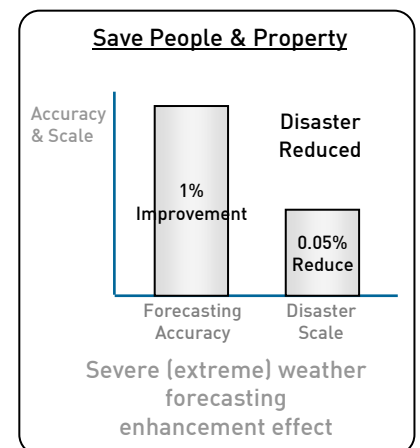 Save People & Property
Accuracy
& Scale
Disaster
Reduced
1%
Improvement
0.05%
Reduce
Forecasting
Accuracy
Disaster
Scale
Severe (extreme) weather
forecasting
enhancement effect